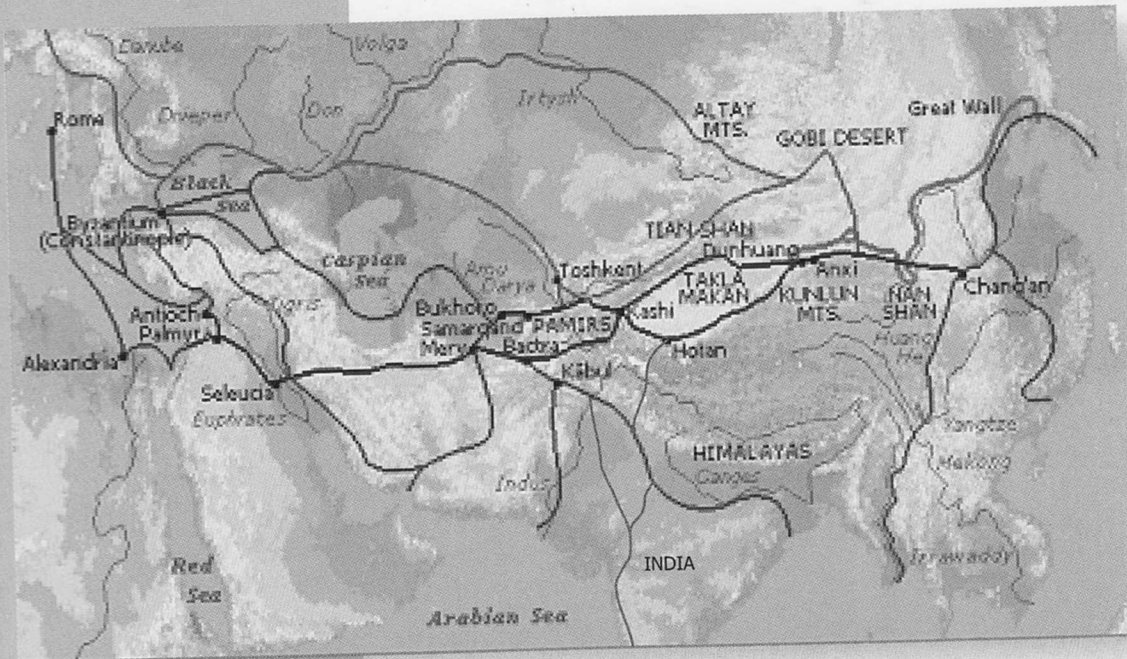 Danube
Volga
Dnieper
Don
Irtysh
ALTAY
MTS.
Great Wall
GOBI DESERT
Rome
Black
Sea
Byzantium
(Constantinople)
TIAN-SHAN
Dunhuang
Caspian
Sea
Amu
Darya
Toshkent
TAKLA
MAKAN
Anxi
KUNLUN
MTS.
NAN
SHAN
Chang'an
Tigris
Bukhoro
Antioch
Palmyra
Samarqand
PAMIRS
Kashi
Merv
Bactra
Hotan
Huang
He
Alexandria
Seleucia
Euphrates
Kābul
Yangtze
HIMALAYAS
Ganges
Mekong
Indus
Irrawaddy
INDIA
Red
Sea
Arabian Sea